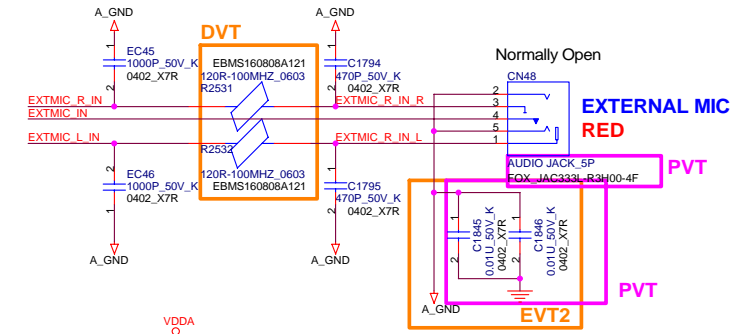 A_GND
A_GND
DVT
EC45
1000P_50V_K
0402_X7R
1
2
EBMS160808A121
120R-100MHZ_0603
R2531
C1794
470P_50V_K
0402_X7R
1
2
Normally Open
CN48
EXTMIC_R_IN
EXTMIC_R_IN_R
EXTMIC_IN
EXTMIC_L_IN
EXTMIC_R_IN_L
2
3
4
5
1
EXTERNAL MIC
RED
R2532
120R-100MHZ_0603
EBMS160808A121
EC46
1000P_50V_K
0402_X7R
2
1
C1795
470P_50V_K
0402_X7R
2
1
AUDIO JACK_5P
FOX_JAC333L-R3H00-4F
PVT
A_GND
A_GND
1
2
C1845
0.01U_50V_K
0402_X7R
1
2
C1846
0.01U_50V_K
0402_X7R
PVT
A_GND
EVT2
VDDA